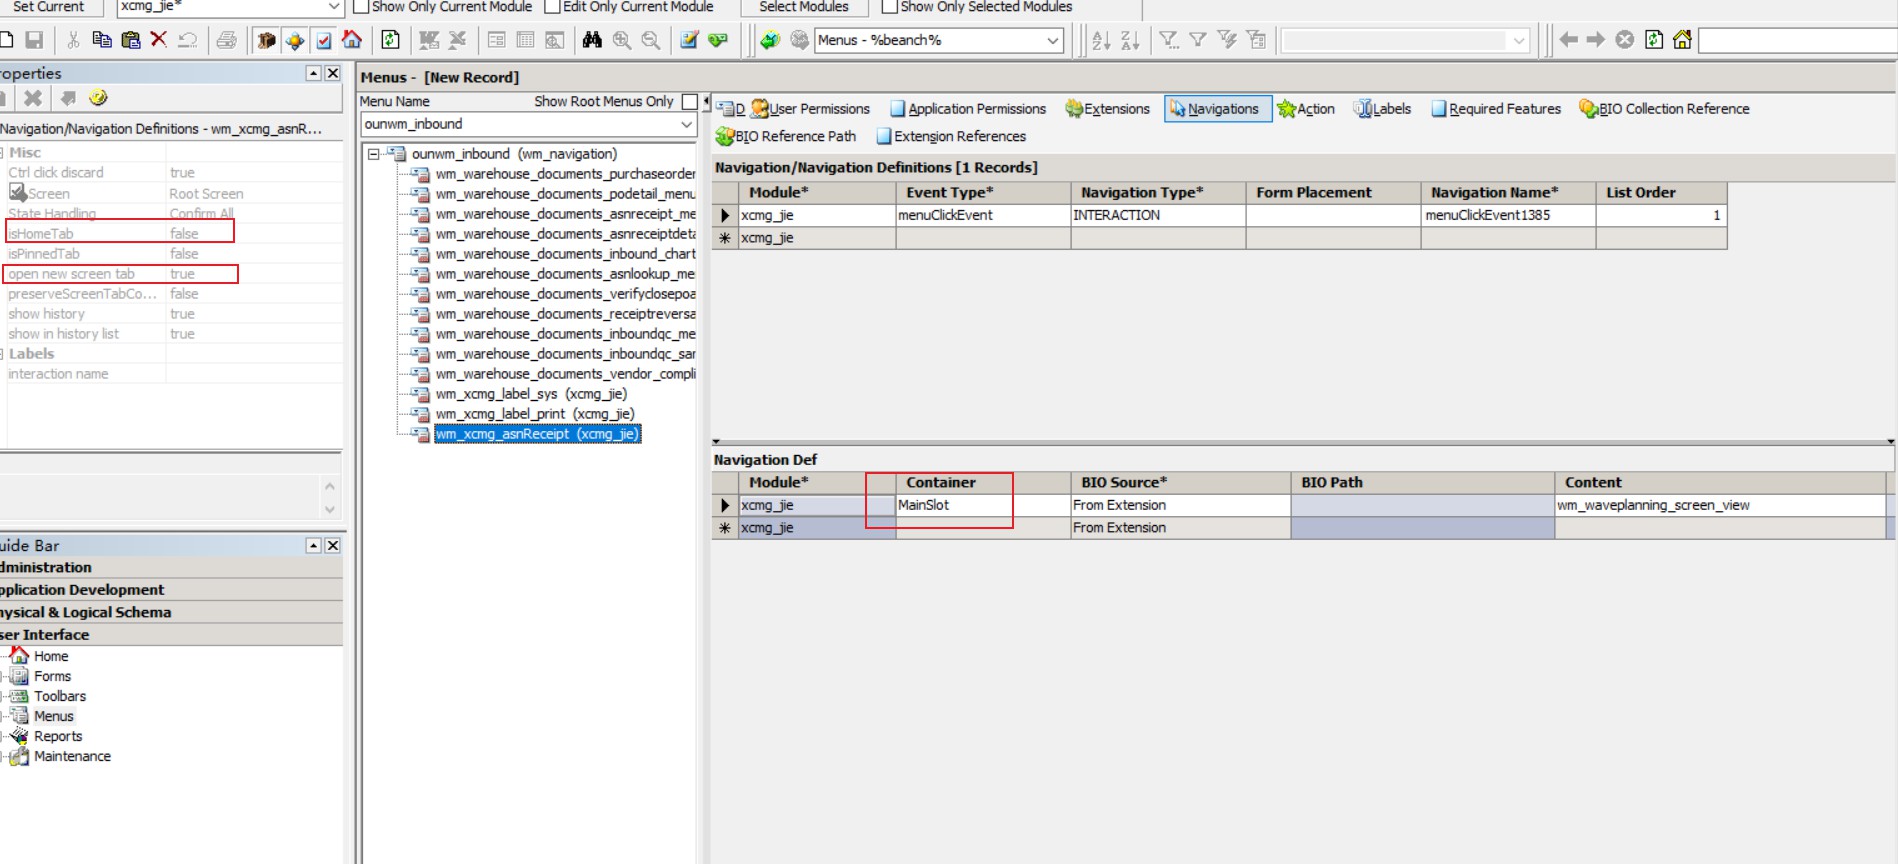 Set Current
xcmg_jie*
Show Only Current Module
Edit Only Current Module
Select Modules
Show Only Selected Modules
Menus - %beanch%
roperties
Navigation/Navigation Definitions - wm_xcmg_asnR...
Misc
Ctrl click discard true
Screen Root Screen
State Handling Confirm All
isHomeTab false
isPinnedTab false
open new screen tab true
preserveScreenTabCo... false
show history true
show in history list true
Labels
interaction name
uide Bar
dministration
pplication Development
hysical & Logical Schema
ser Interface
Home
Forms
Toolbars
Menus
Reports
Maintenance
Menus - [New Record]
Menu Name Show Root Menus Only
ounwm_inbound
ounwm_inbound (wm_navigation)
wm_warehouse_documents_purchaseorder
wm_warehouse_documents_podetail_menu
wm_warehouse_documents_asnreceipt_me
wm_warehouse_documents_asnreceiptdeta
wm_warehouse_documents_inbound_chart
wm_warehouse_documents_asnlookup_me
wm_warehouse_documents_verifyclosepoa
wm_warehouse_documents_receiptreversa
wm_warehouse_documents_inboundqc_me
wm_warehouse_documents_inboundqc_sar
wm_warehouse_documents_vendor_compli
wm_xcmg_label_sys (xcmg_jie)
wm_xcmg_label_print (xcmg_jie)
wm_xcmg_asnReceipt (xcmg_jie)
D User Permissions Application Permissions Extensions Navigations Action Labels Required Features BIO Collection Reference
BIO Reference Path Extension References
Navigation/Navigation Definitions [1 Records]
Module* Event Type* Navigation Type* Form Placement Navigation Name* List Order
xcmg_jie menuClickEvent INTERACTION menuClickEvent1385 1
xcmg_jie
Navigation Def
Module* Container BIO Source* BIO Path Content
xcmg_jie MainSlot From Extension wm_waveplanning_screen_view
xcmg_jie From Extension